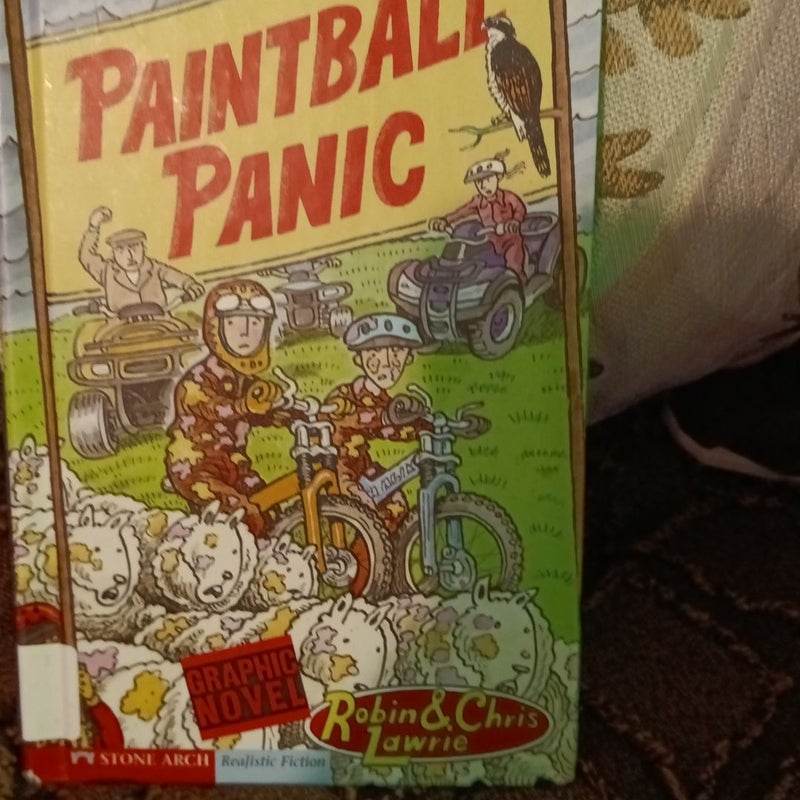 PAINTBALL
PANIC
GRAPHIC
NOVEL
Robin & Chris
Lawrie
STONE ARCH
Realistic Fiction